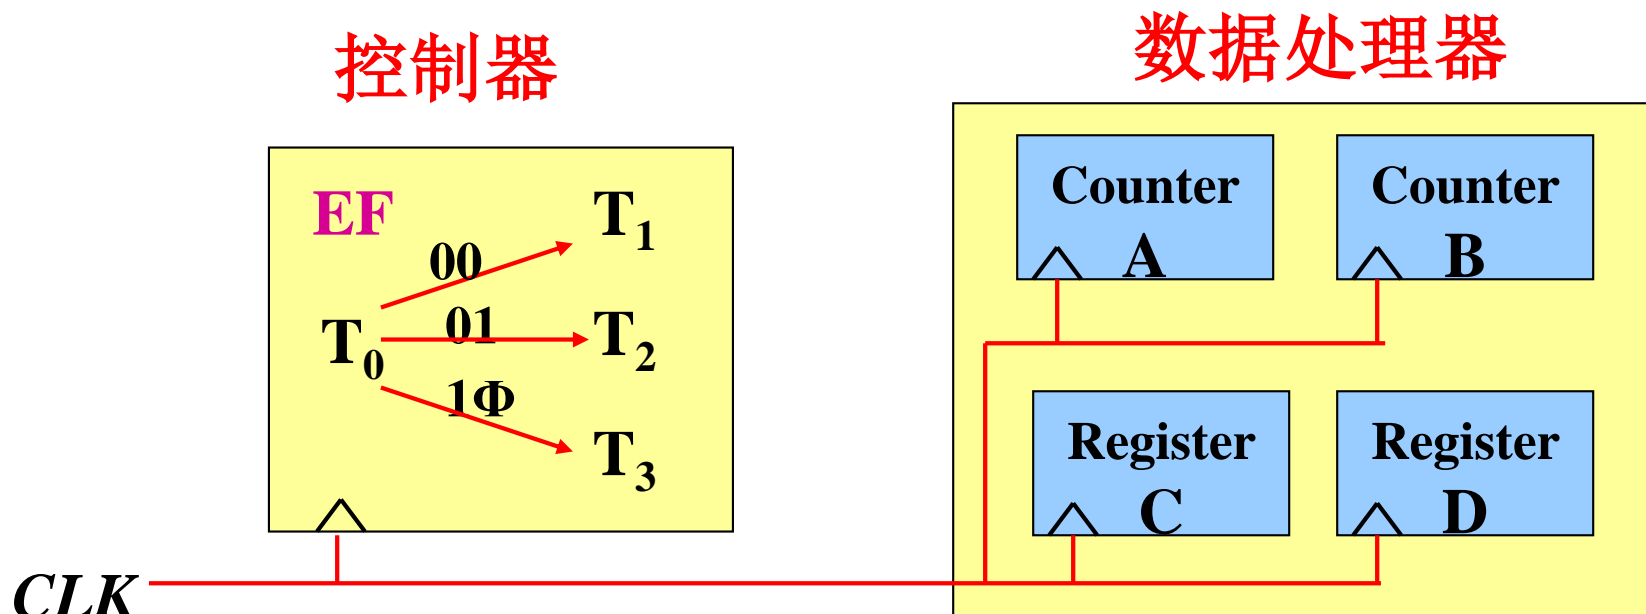 控制器
数据处理器
EF
T₁
00
01
T₀
T₂
1Φ
T₃
Counter
A
Counter
B
Register
C
Register
D
CLK